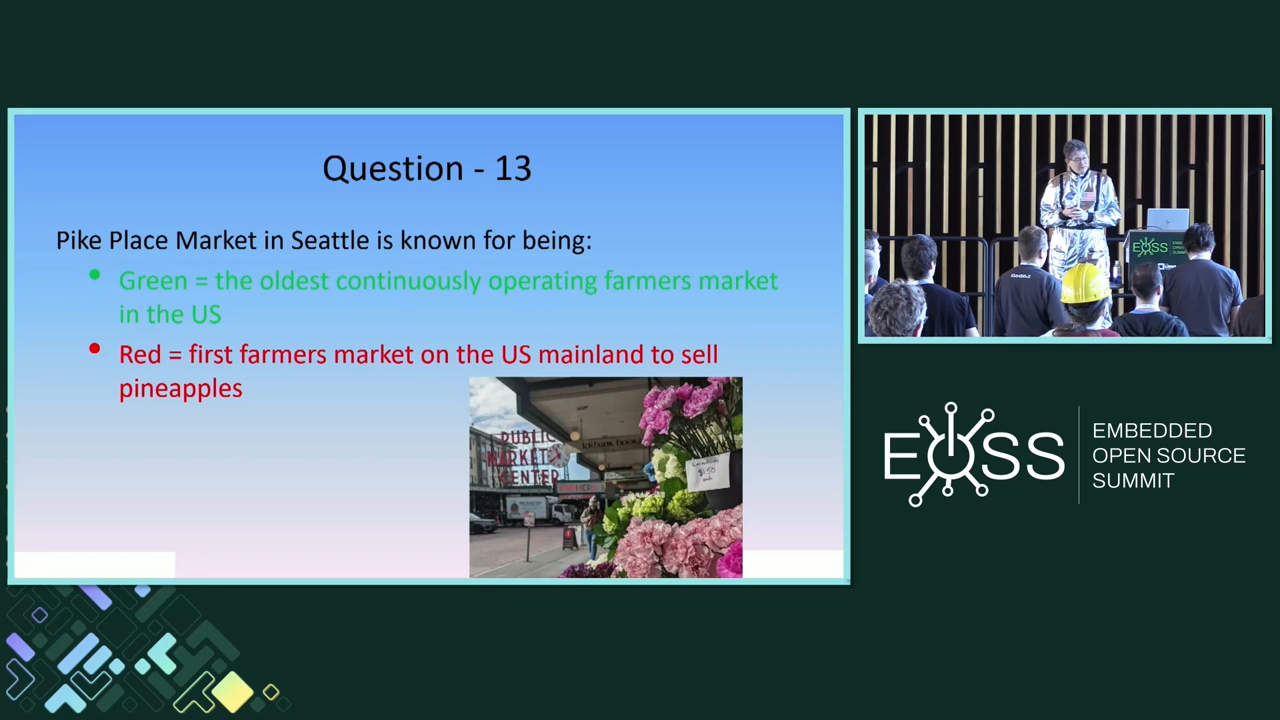 Question - 13
Pike Place Market in Seattle is known for being:
• Green = the oldest continuously operating farmers market
in the US
• Red = first farmers market on the US mainland to sell
pineapples
PUBLIC
MARKET
CENTER
EOSS
EOSS
EMBEDDED
OPEN SOURCE
SUMMIT